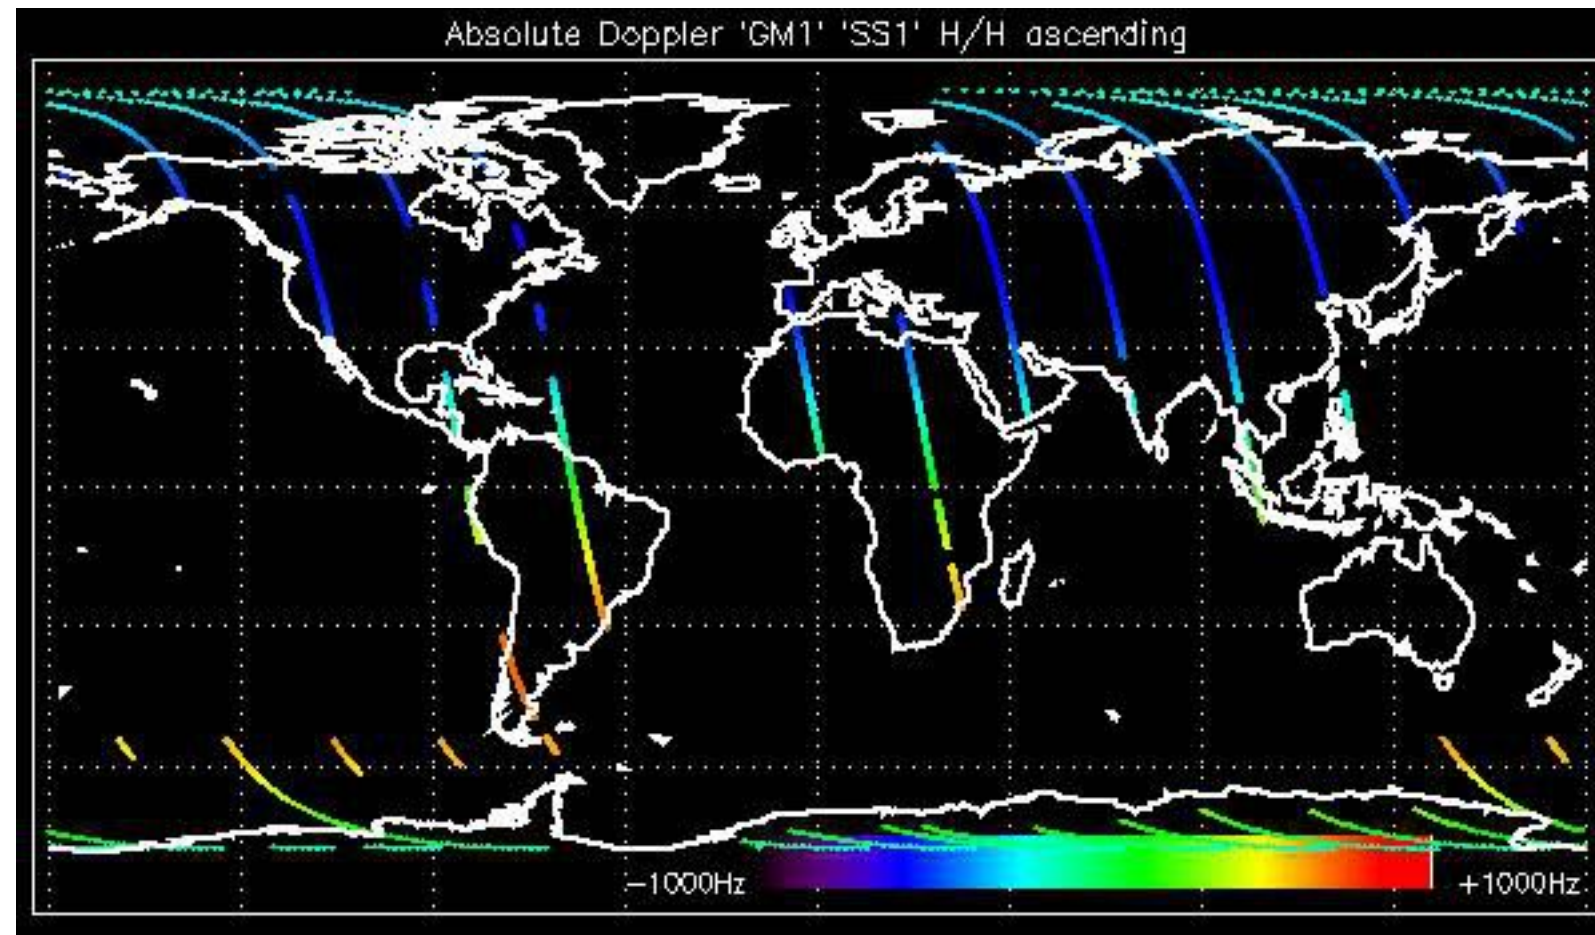 Absolute Doppler 'GM1' 'SS1' H/H ascending
-1000Hz
+1000Hz